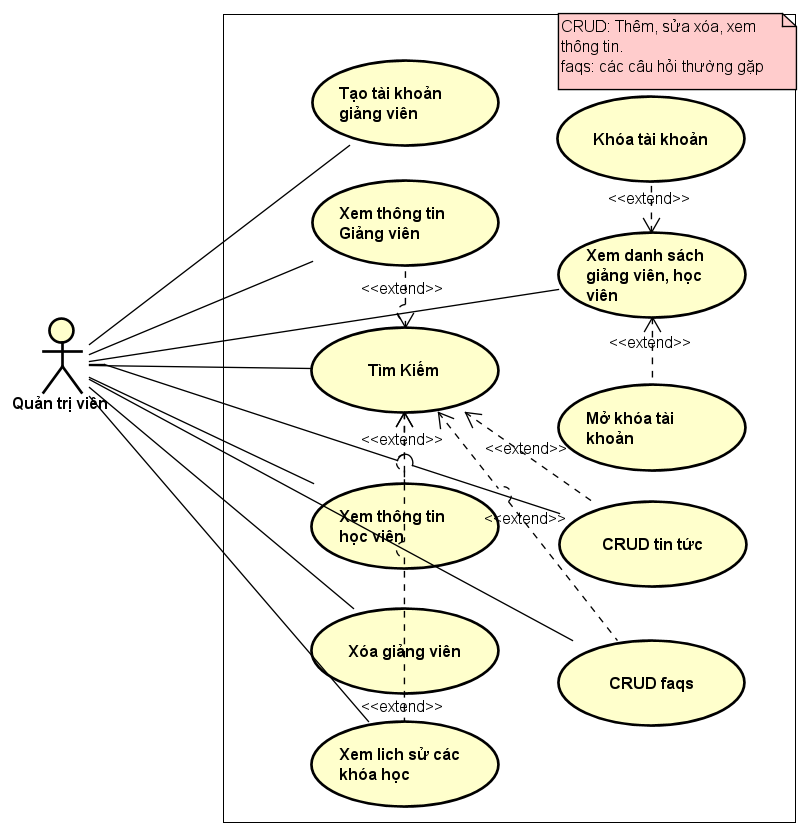 CRUD: Thêm, sửa xóa, xem
thông tin.
faqs: các câu hỏi thường gặp
Tạo tài khoản
giảng viên
Khóa tài khoản
<<extend>>
Xem thông tin
Giảng viên
Xem danh sách
giảng viên, học
viên
<<extend>>
<<extend>>
Tìm Kiếm
Quản trị viên
Mở khóa tài
khoản
<<extend>>
<<extend>>
Xem thông tin
học viên
<<extend>>
CRUD tin tức
Xóa giảng viên
CRUD faqs
<<extend>>
Xem lich sử các
khóa học